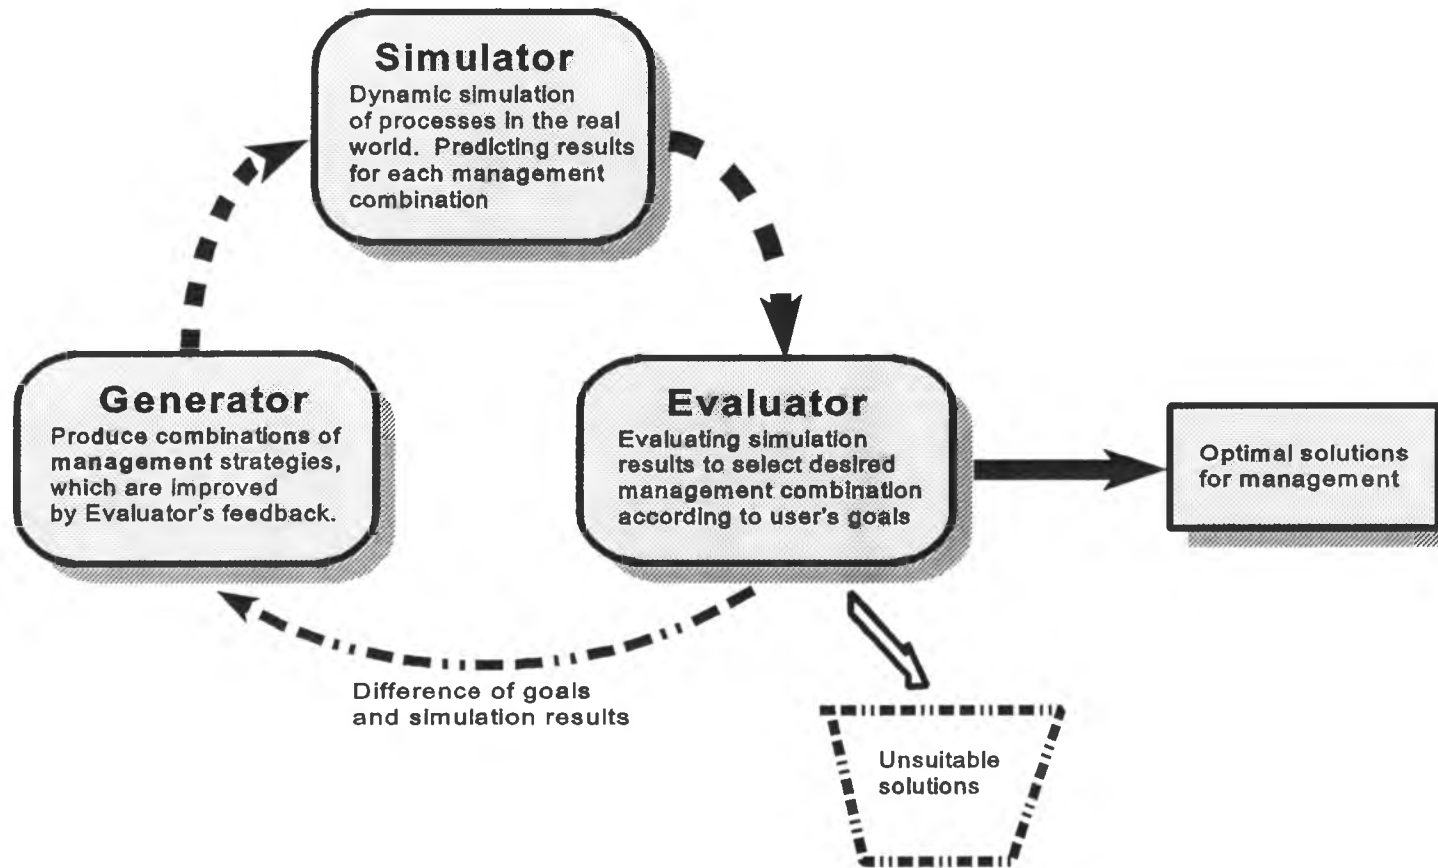 Simulator
Dynamic simulation
of processes in the real
world. Predicting results
for each management
combination
Generator
Produce combinations of
management strategies,
which are improved
by Evaluator's feedback.
Evaluator
Evaluating simulation
results to select desired
management combination
according to user's goals
Optimal solutions
for management
Difference of goals
and simulation results
Unsuitable
solutions